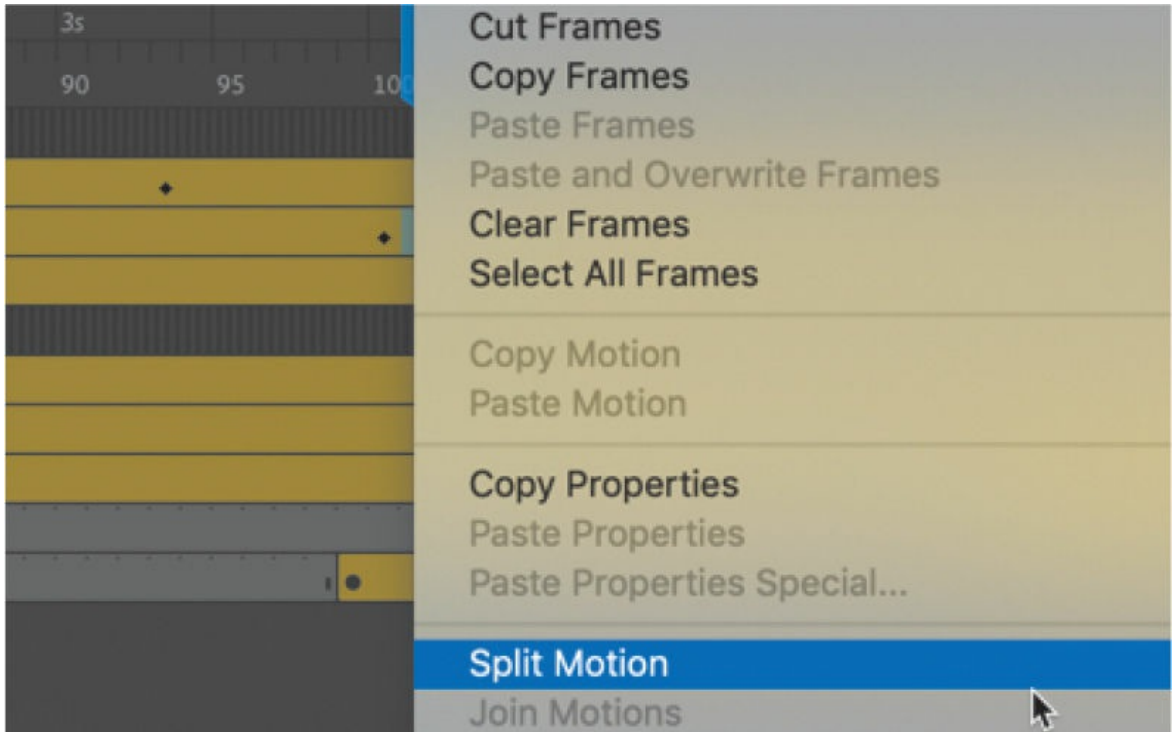 3s
90 95 100
Cut Frames
Copy Frames
Paste Frames
Paste and Overwrite Frames
Clear Frames
Select All Frames
Copy Motion
Paste Motion
Copy Properties
Paste Properties
Paste Properties Special...
Split Motion
Join Motions